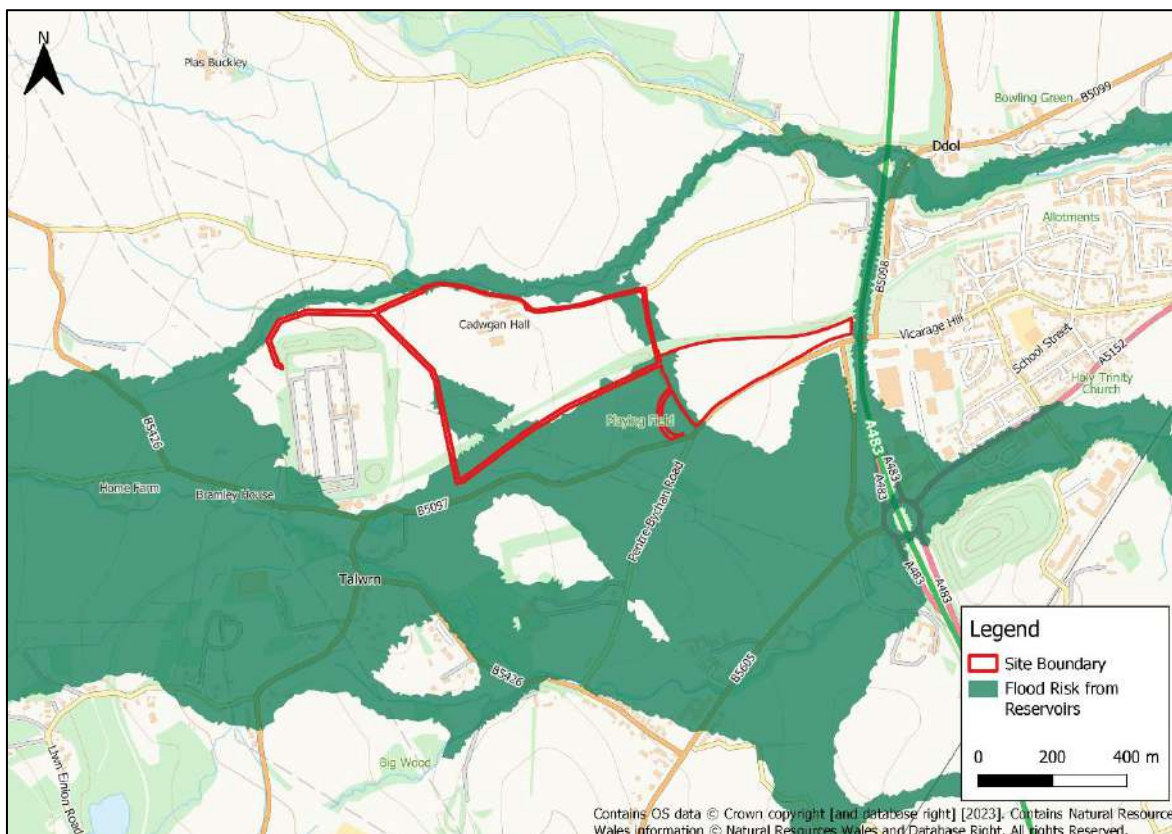 N
Plas Buckley
Bowling Green
B5099
Ddol
Allotments
B5098
Cadwgan Hall
Vicarage Hill
School Street
A5152
Holy Trinity
Church
Playing Field
A483
B5426
Home Farm
Bramley House
B5097
Pentre-Bychan Road
A483
A483
Talwrn
A483
A483
B5426
B5605
Big Wood
Llwn Einion Road
Legend
Site Boundary
Flood Risk from
Reservoirs
0 200 400 m
Contains OS data © Crown copyright [and database right] [2023]. Contains Natural Resourc
Wales information © Natural Resources Wales and Database Right. All rights Reserved.